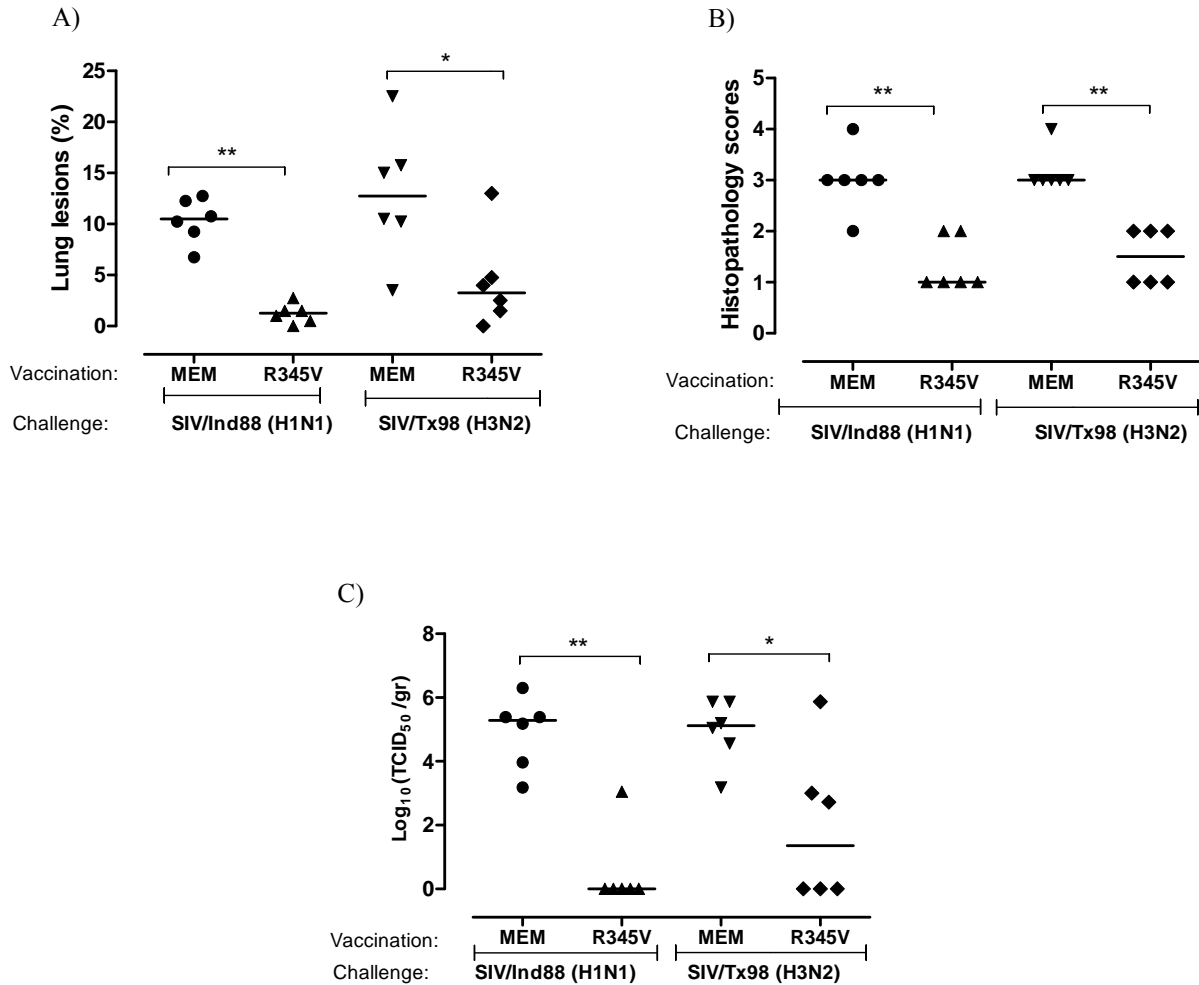 A)
Lung lesions (%)
25
20
15
10
5
0
**
*
Vaccination: MEM R345V MEM R345V
Challenge: SIV/Ind88 (H1N1) SIV/Tx98 (H3N2)
B)
Histopathology scores
5
4
3
2
1
0
**
**
Vaccination: MEM R345V MEM R345V
Challenge: SIV/Ind88 (H1N1) SIV/Tx98 (H3N2)
C)
Log10 (TCID50 /gr)
8
6
4
2
0
**
*
Vaccination: MEM R345V MEM R345V
Challenge: SIV/Ind88 (H1N1) SIV/Tx98 (H3N2)